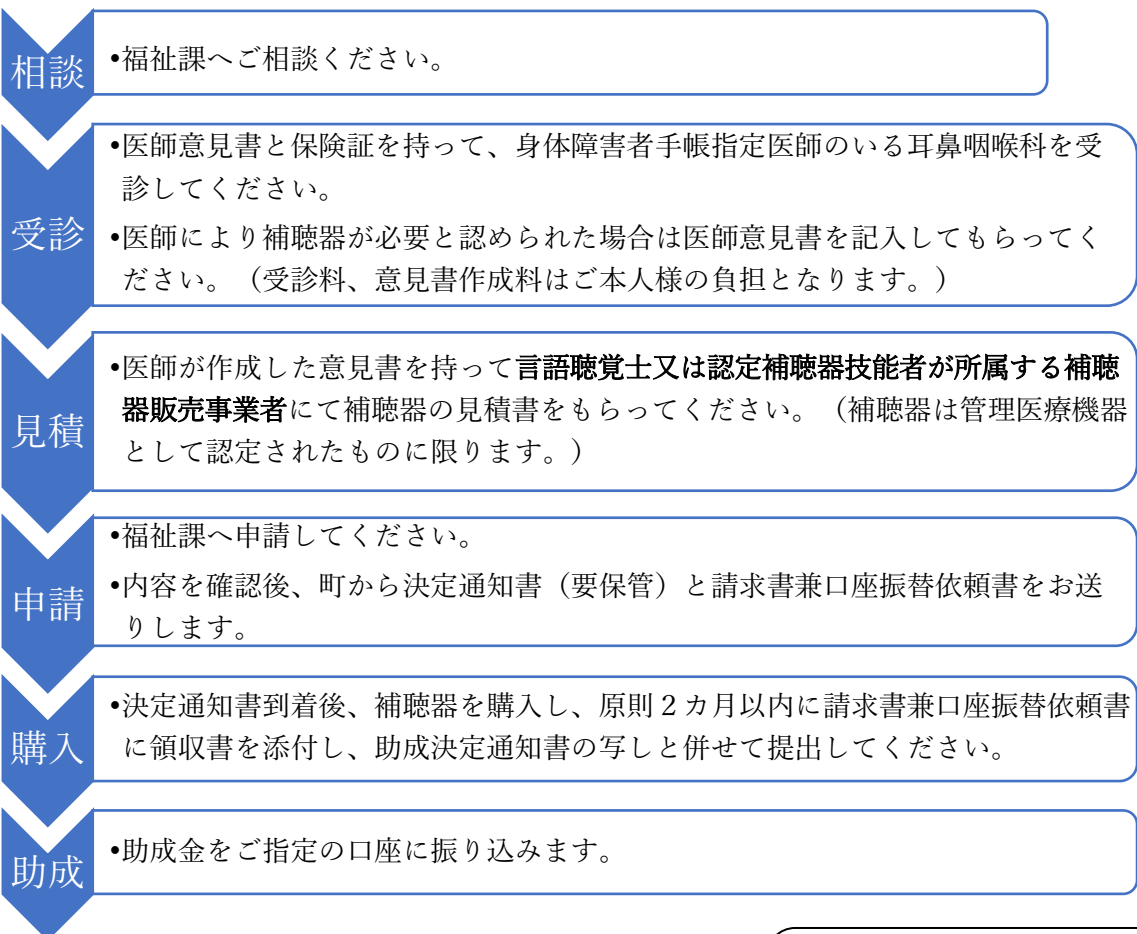 相談
•福祉課へご相談ください。
受診
•医師意見書と保険証を持って、身体障害者手帳指定医師のいる耳鼻咽喉科を受
診してください。
•医師により補聴器が必要と認められた場合は医師意見書を記入してもらってく
ださい。（受診料、意見書作成料はご本人様の負担となります。）
見積
•医師が作成した意見書を持って言語聴覚士又は認定補聴器技能者が所属する補聴
器販売事業者にて補聴器の見積書をもらってください。（補聴器は管理医療機器
として認定されたものに限ります。）
申請
•福祉課へ申請してください。
•内容を確認後、町から決定通知書（要保管）と請求書兼口座振替依頼書をお送
りします。
購入
•決定通知書到着後、補聴器を購入し、原則２カ月以内に請求書兼口座振替依頼書
に領収書を添付し、助成決定通知書の写しと併せて提出してください。
助成
•助成金をご指定の口座に振り込みます。